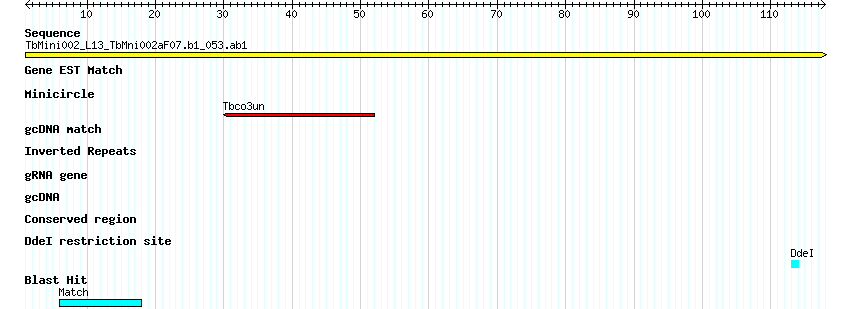 10 20 30 40 50 60 70 80 90 100 110
Sequence
TbMini002_L13_TbMni002aF07.b1_053.ab1
Gene EST Match
Minicircle
Tbco3un
gcDNA match
Inverted Repeats
gRNA gene
gcDNA
Conserved region
DdeI restriction site
DdeI
Blast Hit
Match